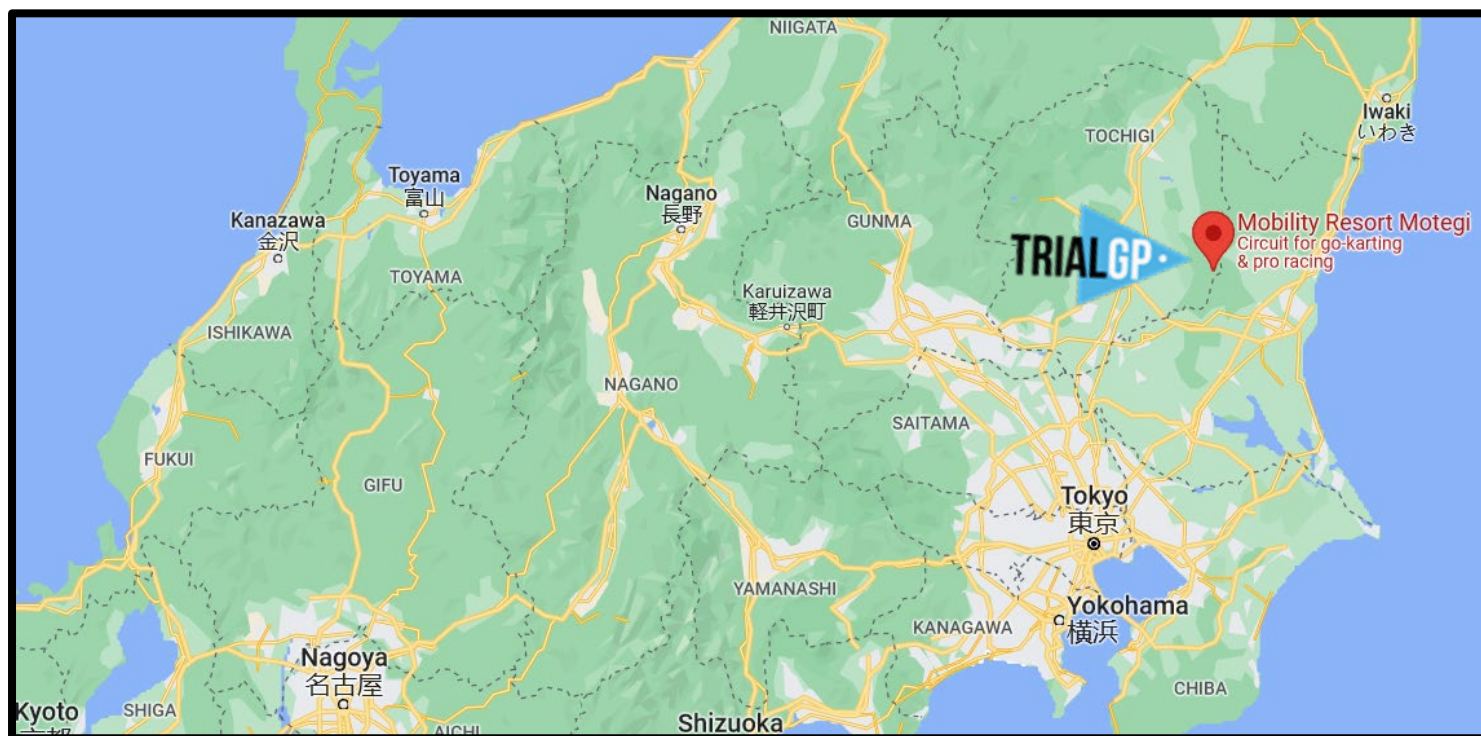 NIIGATA
Iwaki
いわき
TOCHIGI
Toyama
富山
Nagano
長野
Kanazawa
金沢
GUNMA
TRIALGP
Mobility Resort Motegi
Circuit for go-karting
& pro racing
TOYAMA
Karuizawa
軽井沢町
ISHIKAWA
NAGANO
SAITAMA
FUKUI
GIFU
Tokyo
東京
YAMANASHI
Yokohama
横浜
KANAGAWA
Nagoya
名古屋
CHIBA
Kyoto
SHIGA
AICHI
Shizuoka